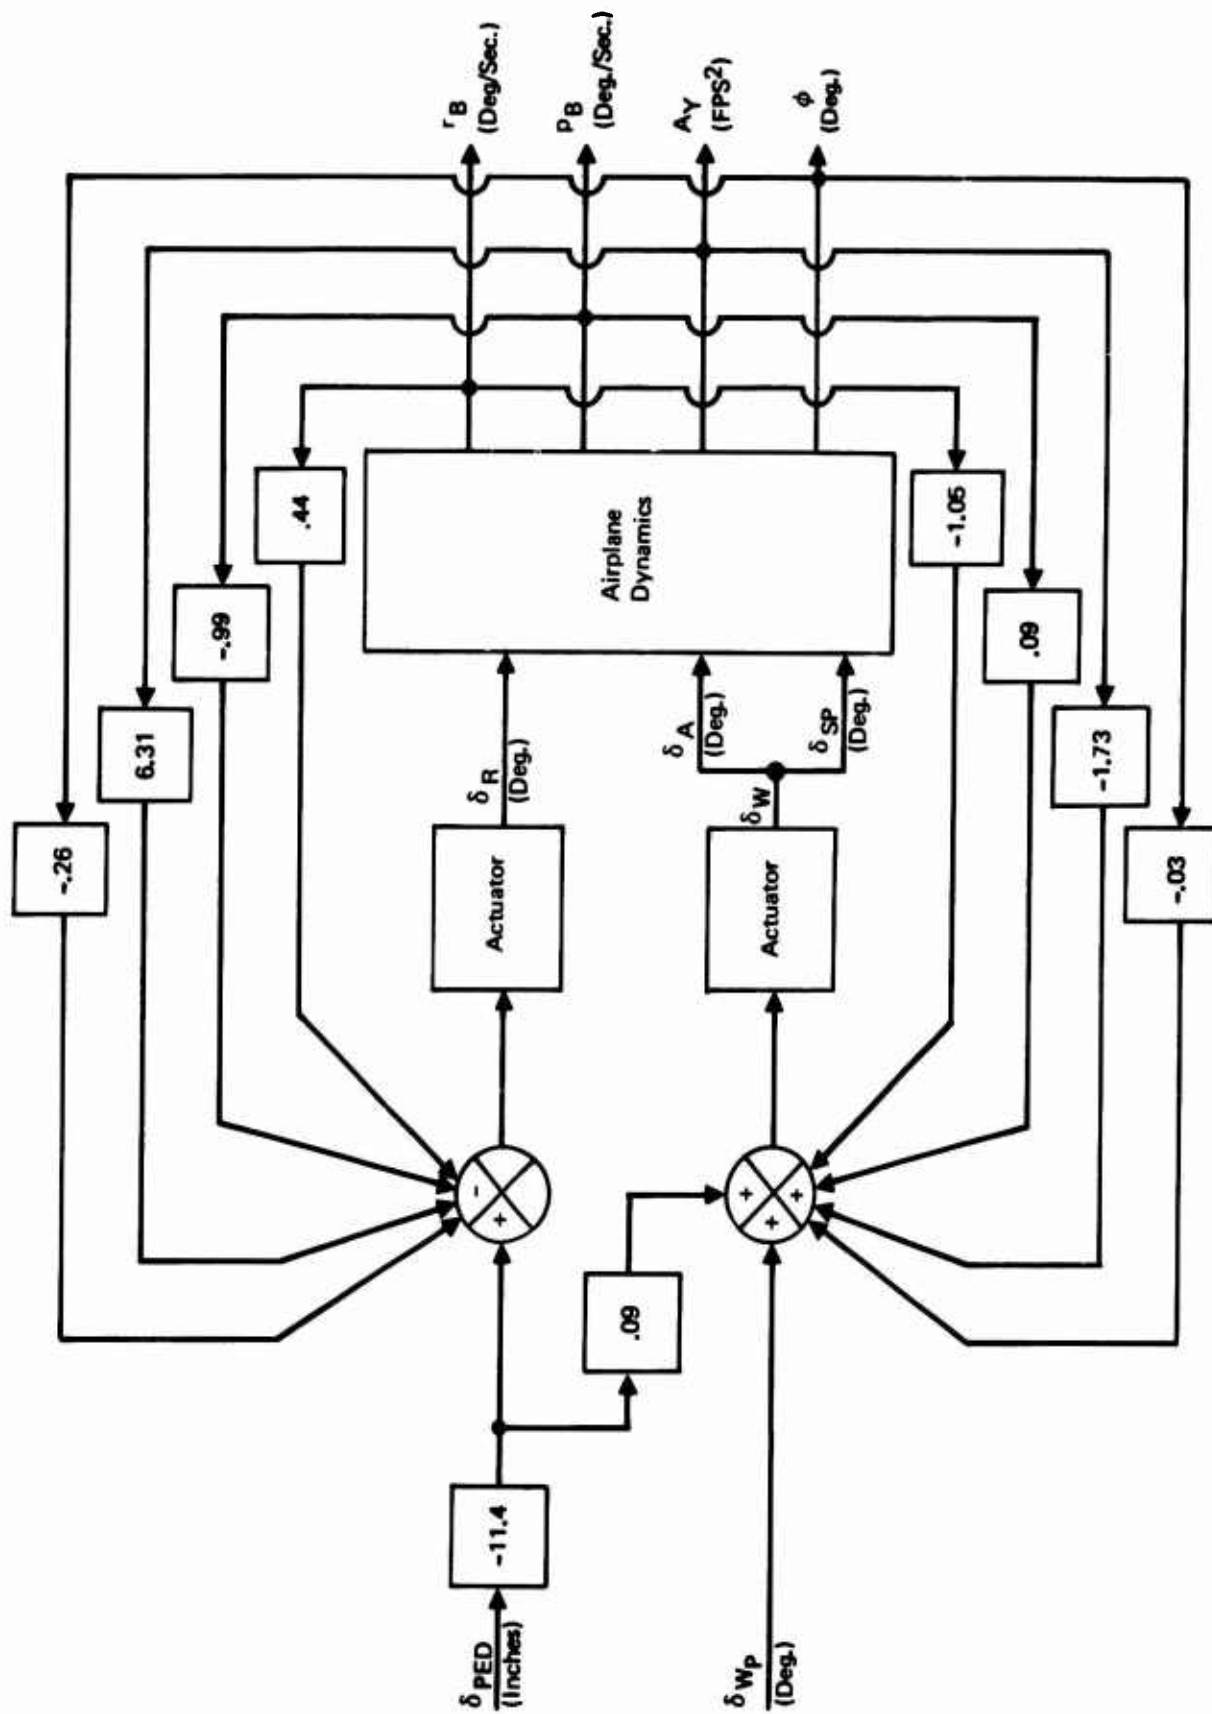 -.26
6.31
-.99
.44
r_B
(Deg/Sec.)
p_B
(Deg./Sec.)
A_Y
(FPS²)
φ
(Deg.)
δ_PED
(Inches)
-11.4
+
-
Actuator
δ_R
(Deg.)
Airplane
Dynamics
.09
δ_WP
(Deg.)
+
+
+
Actuator
δ_W
δ_A
(Deg.)
δ_SP
(Deg.)
-1.05
.09
-1.73
-.03